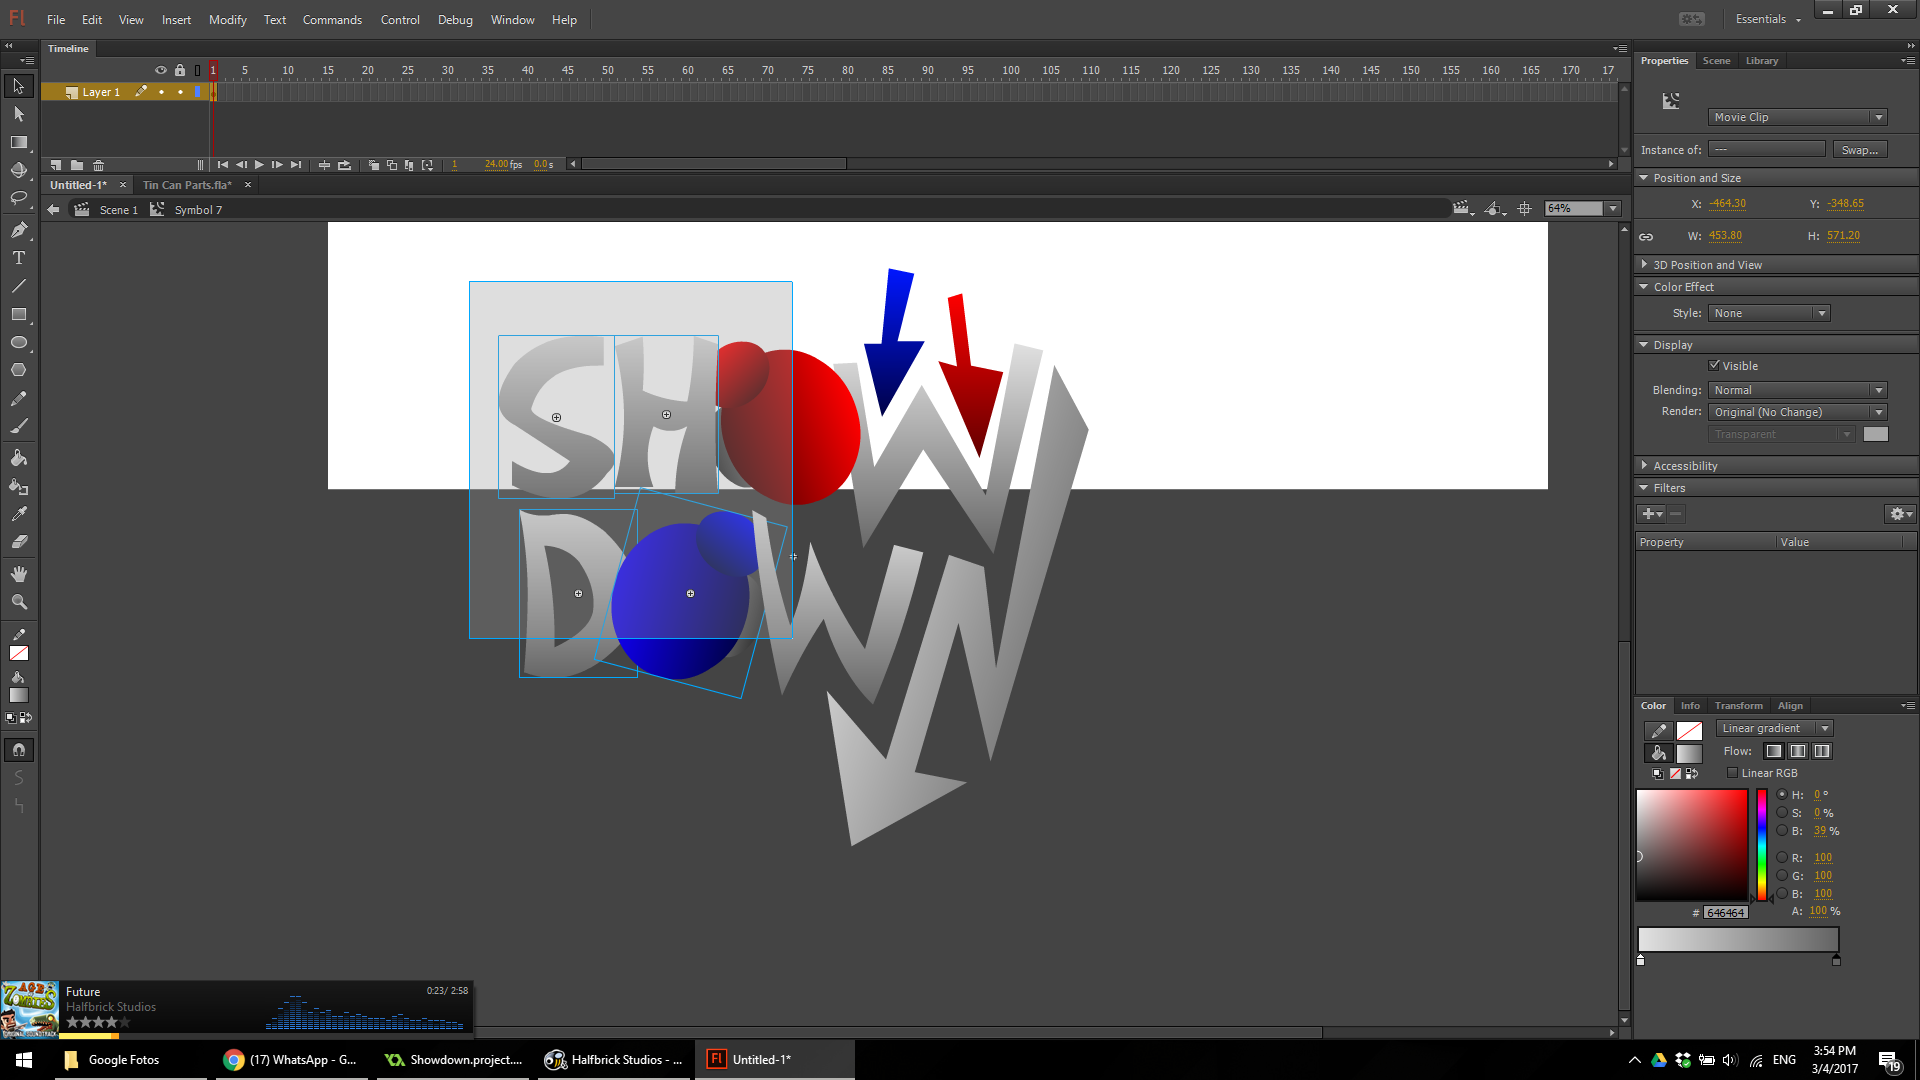 Fl File Edit View Insert Modify Text Commands Control Debug Window Help Essentials
Timeline
1 5 10 15 20 25 30 35 40 45 50 55 60 65 70 75 80 85 90 95 100 105 110 115 120 125 130 135 140 145 150 155 160 165 170 17
Layer 1
1 24.00 fps 0.0 s
Untitled-1* Tin Can Parts.fla*
Scene 1 Symbol 7 64%
SHOW
DOWN
Properties Scene Library
Movie Clip
Instance of: --- Swap...
Position and Size
X: -464.30 Y: -348.65
W: 453.80 H: 571.20
3D Position and View
Color Effect
Style: None
Display
Visible
Blending: Normal
Render: Original (No Change)
Transparent
Accessibility
Filters
Property Value
Color Info Transform Align
Linear gradient
Flow:
Linear RGB
H: 0 °
S: 0 %
B: 39 %
R: 100
G: 100
B: 100
# 646464 A: 100 %
AGE
ZOMBIES
Future 0:23/ 2:58
Halfbrick Studios
Google Fotos (17) WhatsApp - G... Showdown.project.... Halfbrick Studios - ... Fl Untitled-1*
ENG 3:54 PM
3/4/2017 19